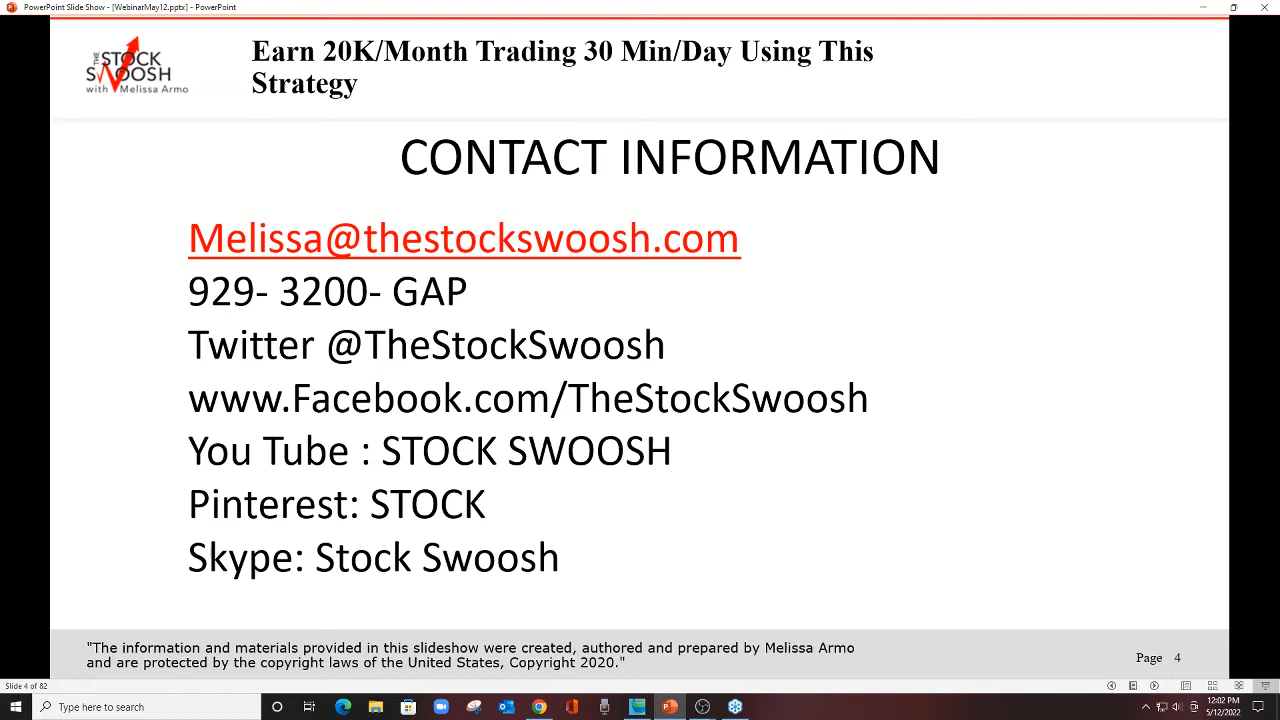 PowerPoint Slide Show - [WebinarMay12.pptx] - PowerPoint
THE
STOCK
SWOOSH
with Melissa Armo
Earn 20K/Month Trading 30 Min/Day Using This
Strategy
CONTACT INFORMATION
Melissa@thestockswoosh.com
929- 3200- GAP
Twitter @TheStockSwoosh
www.Facebook.com/TheStockSwoosh
You Tube : STOCK SWOOSH
Pinterest: STOCK
Skype: Stock Swoosh
"The information and materials provided in this slideshow were created, authored and prepared by Melissa Armo
and are protected by the copyright laws of the United States, Copyright 2020."
Page 4
Slide 4 of 82
Type here to search
12:02 PM
5/12/2022